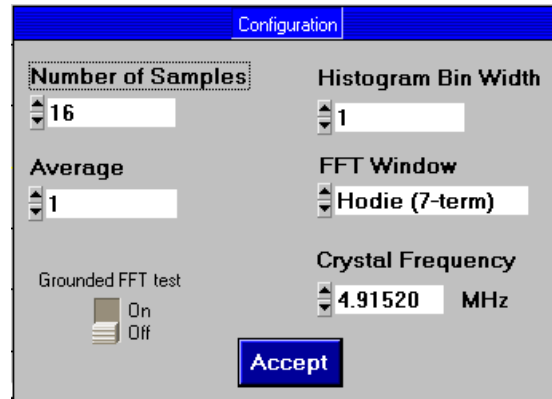 Configuration
Number of Samples
16
Histogram Bin Width
1
Average
1
FFT Window
Hodie (7-term)
Grounded FFT test
On
Off
Crystal Frequency
4.91520 MHz
Accept